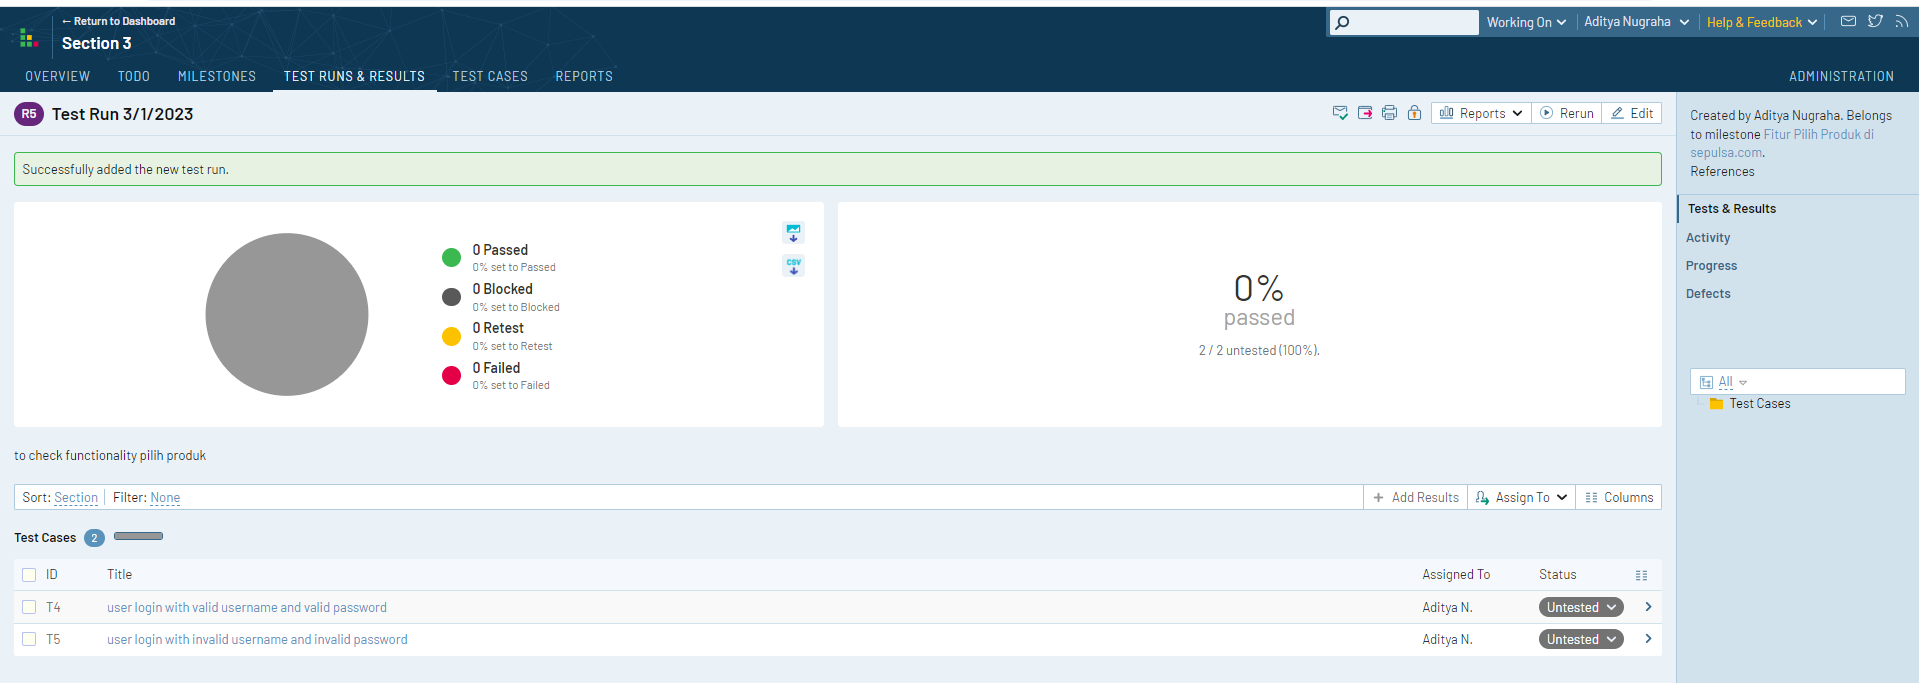 ← Return to Dashboard
Section 3
Working On
Aditya Nugraha
Help & Feedback
OVERVIEW
TODO
MILESTONES
TEST RUNS & RESULTS
TEST CASES
REPORTS
ADMINISTRATION
R5
Test Run 3/1/2023
Reports
Rerun
Edit
Created by Aditya Nugraha. Belongs
to milestone Fitur Pilih Produk di
sepulsa.com.
References
Successfully added the new test run.
Tests & Results
Activity
Progress
Defects
0 Passed
0% set to Passed
0 Blocked
0% set to Blocked
0 Retest
0% set to Retest
0 Failed
0% set to Failed
CSV
0%
passed
2 / 2 untested (100%).
All
Test Cases
to check functionality pilih produk
Sort: Section
Filter: None
+ Add Results
Assign To
Columns
Test Cases 2
ID
Title
Assigned To
Status
T4
user login with valid username and valid password
Aditya N.
Untested
T5
user login with invalid username and invalid password
Aditya N.
Untested